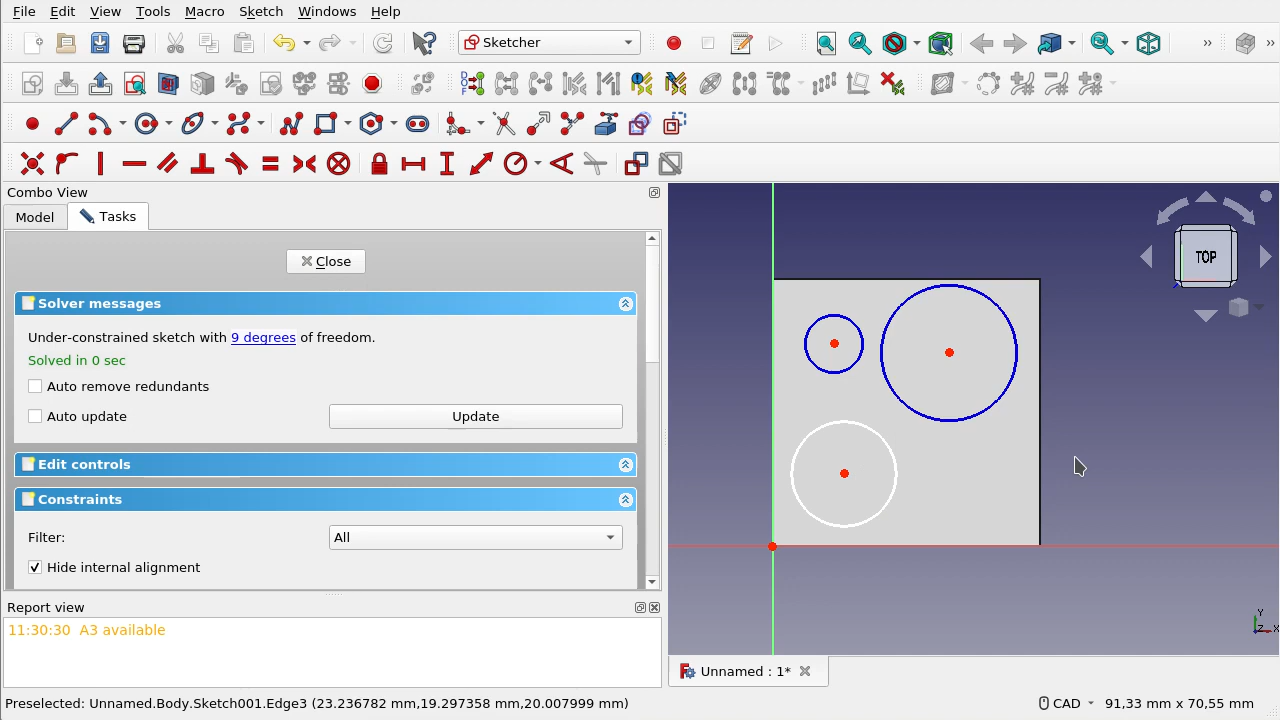 File Edit View Tools Macro Sketch Windows Help
Sketcher
Combo View
Model Tasks
Close
Solver messages
Under-constrained sketch with 9 degrees of freedom.
Solved in 0 sec
Auto remove redundants
Auto update Update
Edit controls
Constraints
Filter: All
Hide internal alignment
Report view
11:30:30 A3 available
TOP
Y
Z X
Unnamed : 1*
Preselected: Unnamed.Body.Sketch001.Edge3 (23.236782 mm,19.297358 mm,20.007999 mm)
CAD 91,33 mm x 70,55 mm